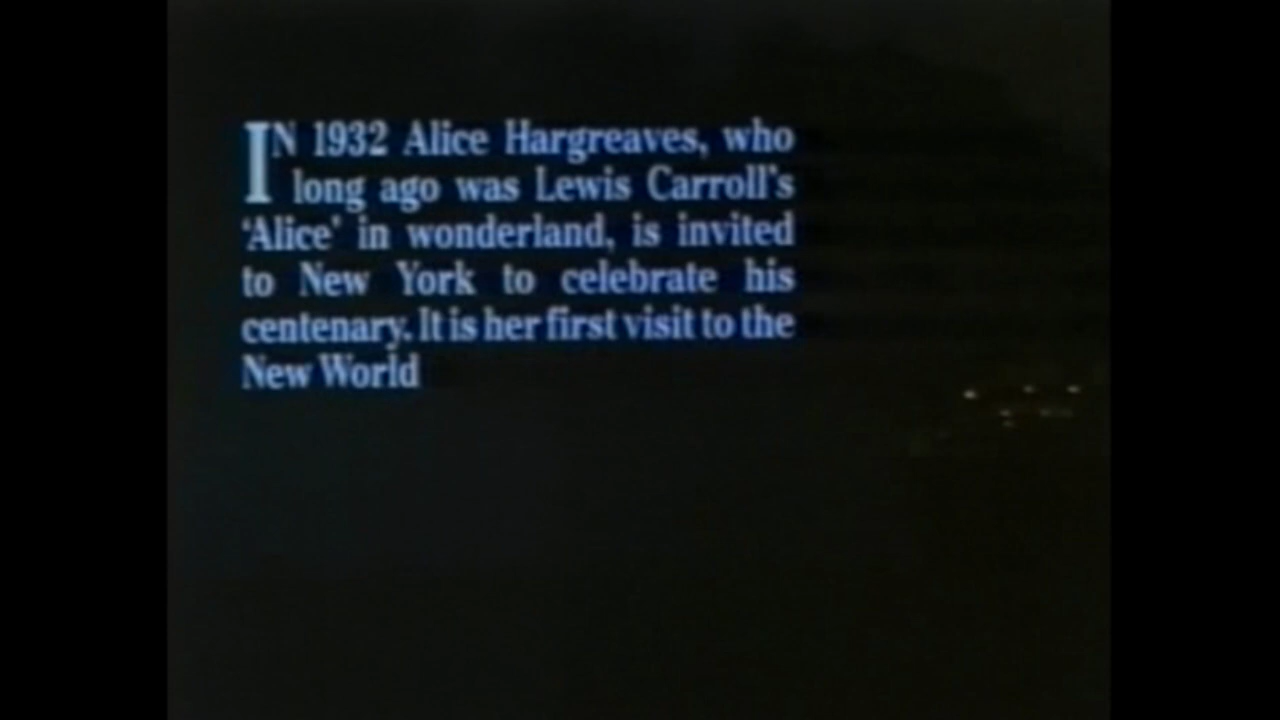 IN 1932 Alice Hargreaves, who
long ago was Lewis Carroll's
'Alice' in wonderland, is invited
to New York to celebrate his
centenary. It is her first visit to the
New World